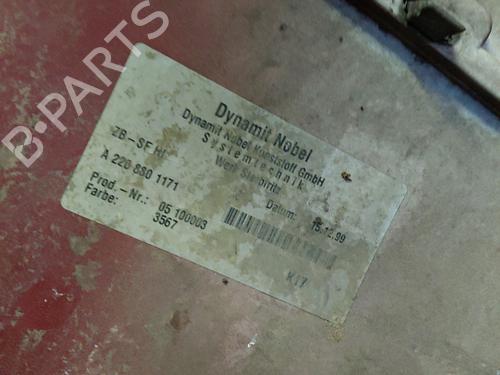 B-PARTS
Dynamit Nobel
Dynamit Nobel Kunststoff GmbH
Systemtechnik
Werk
ZB-SF HI
A 220 880 1171
Datum: 15.12.99
Prod.-Nr.: 05 100003
Farbe: 3567